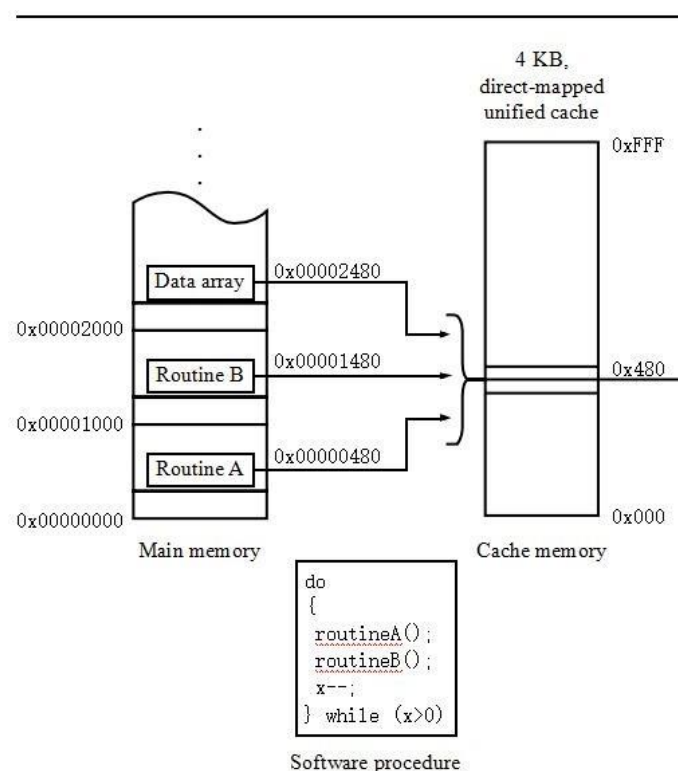 4 KB,
direct-mapped
unified cache
0xFFF
Data array
0x00002480
0x00002000
Routine B
0x00001480
0x480
0x00001000
Routine A
0x00000480
0x00000000
0x000
Main memory
Cache memory
do
{
routineA();
routineB();
x--;
} while (x>0)
Software procedure